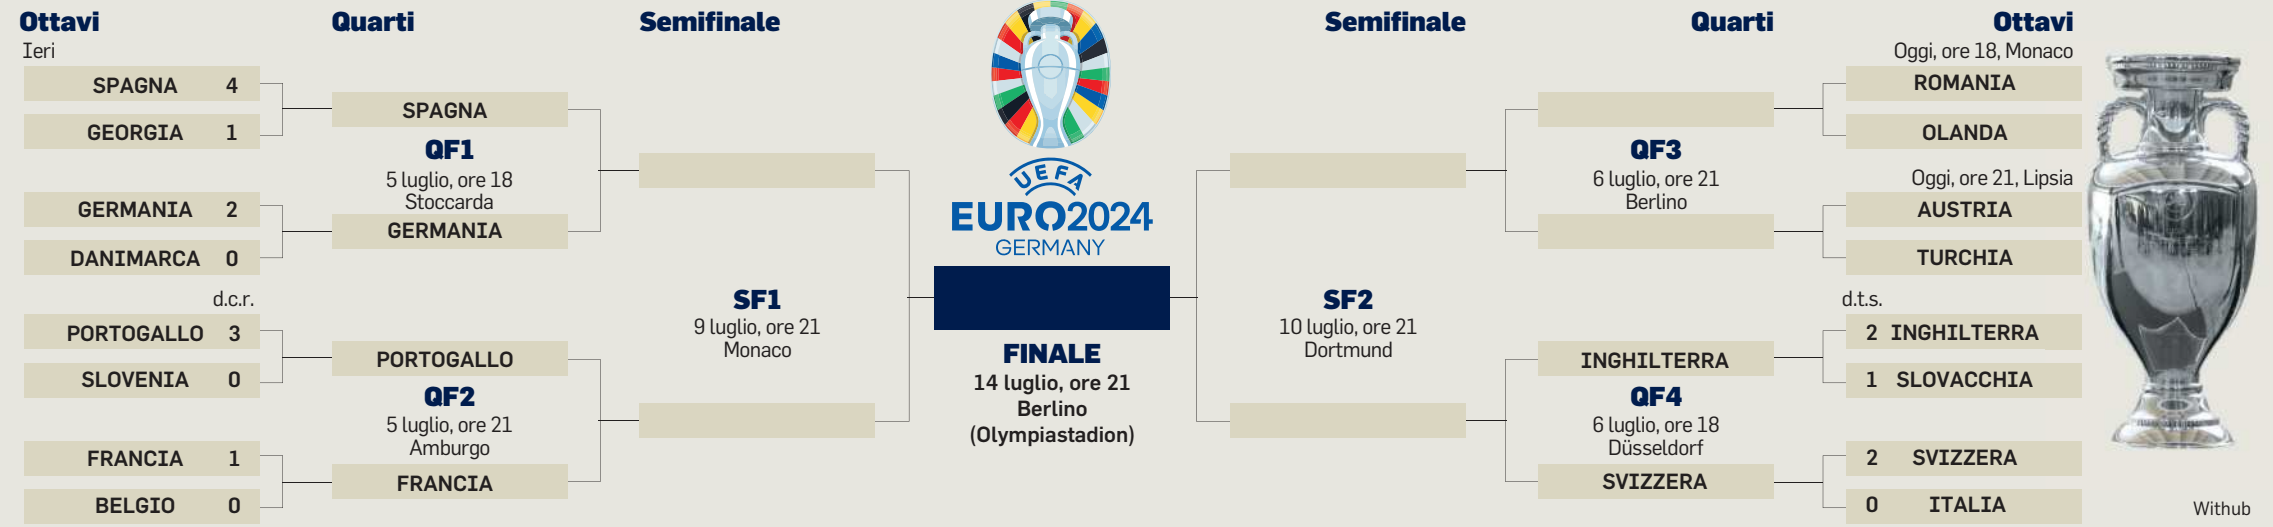 Ottavi
Ieri
SPAGNA 4
GEORGIA 1
GERMANIA 2
DANIMARCA 0
d.c.r.
PORTOGALLO 3
SLOVENIA 0
FRANCIA 1
BELGIO 0
Quarti
SPAGNA
QF1
5 luglio, ore 18
Stoccarda
GERMANIA
PORTOGALLO
QF2
5 luglio, ore 21
Amburgo
FRANCIA
Semifinale
SF1
9 luglio, ore 21
Monaco
UEFA
EURO2024
GERMANY
FINALE
14 luglio, ore 21
Berlino
(Olympiastadion)
Semifinale
SF2
10 luglio, ore 21
Dortmund
Quarti
QF3
6 luglio, ore 21
Berlino
INGHILTERRA
QF4
6 luglio, ore 18
Düsseldorf
SVIZZERA
Ottavi
Oggi, ore 18, Monaco
ROMANIA
OLANDA
Oggi, ore 21, Lipsia
AUSTRIA
TURCHIA
d.t.s.
2 INGHILTERRA
1 SLOVACCHIA
2 SVIZZERA
0 ITALIA
Withub